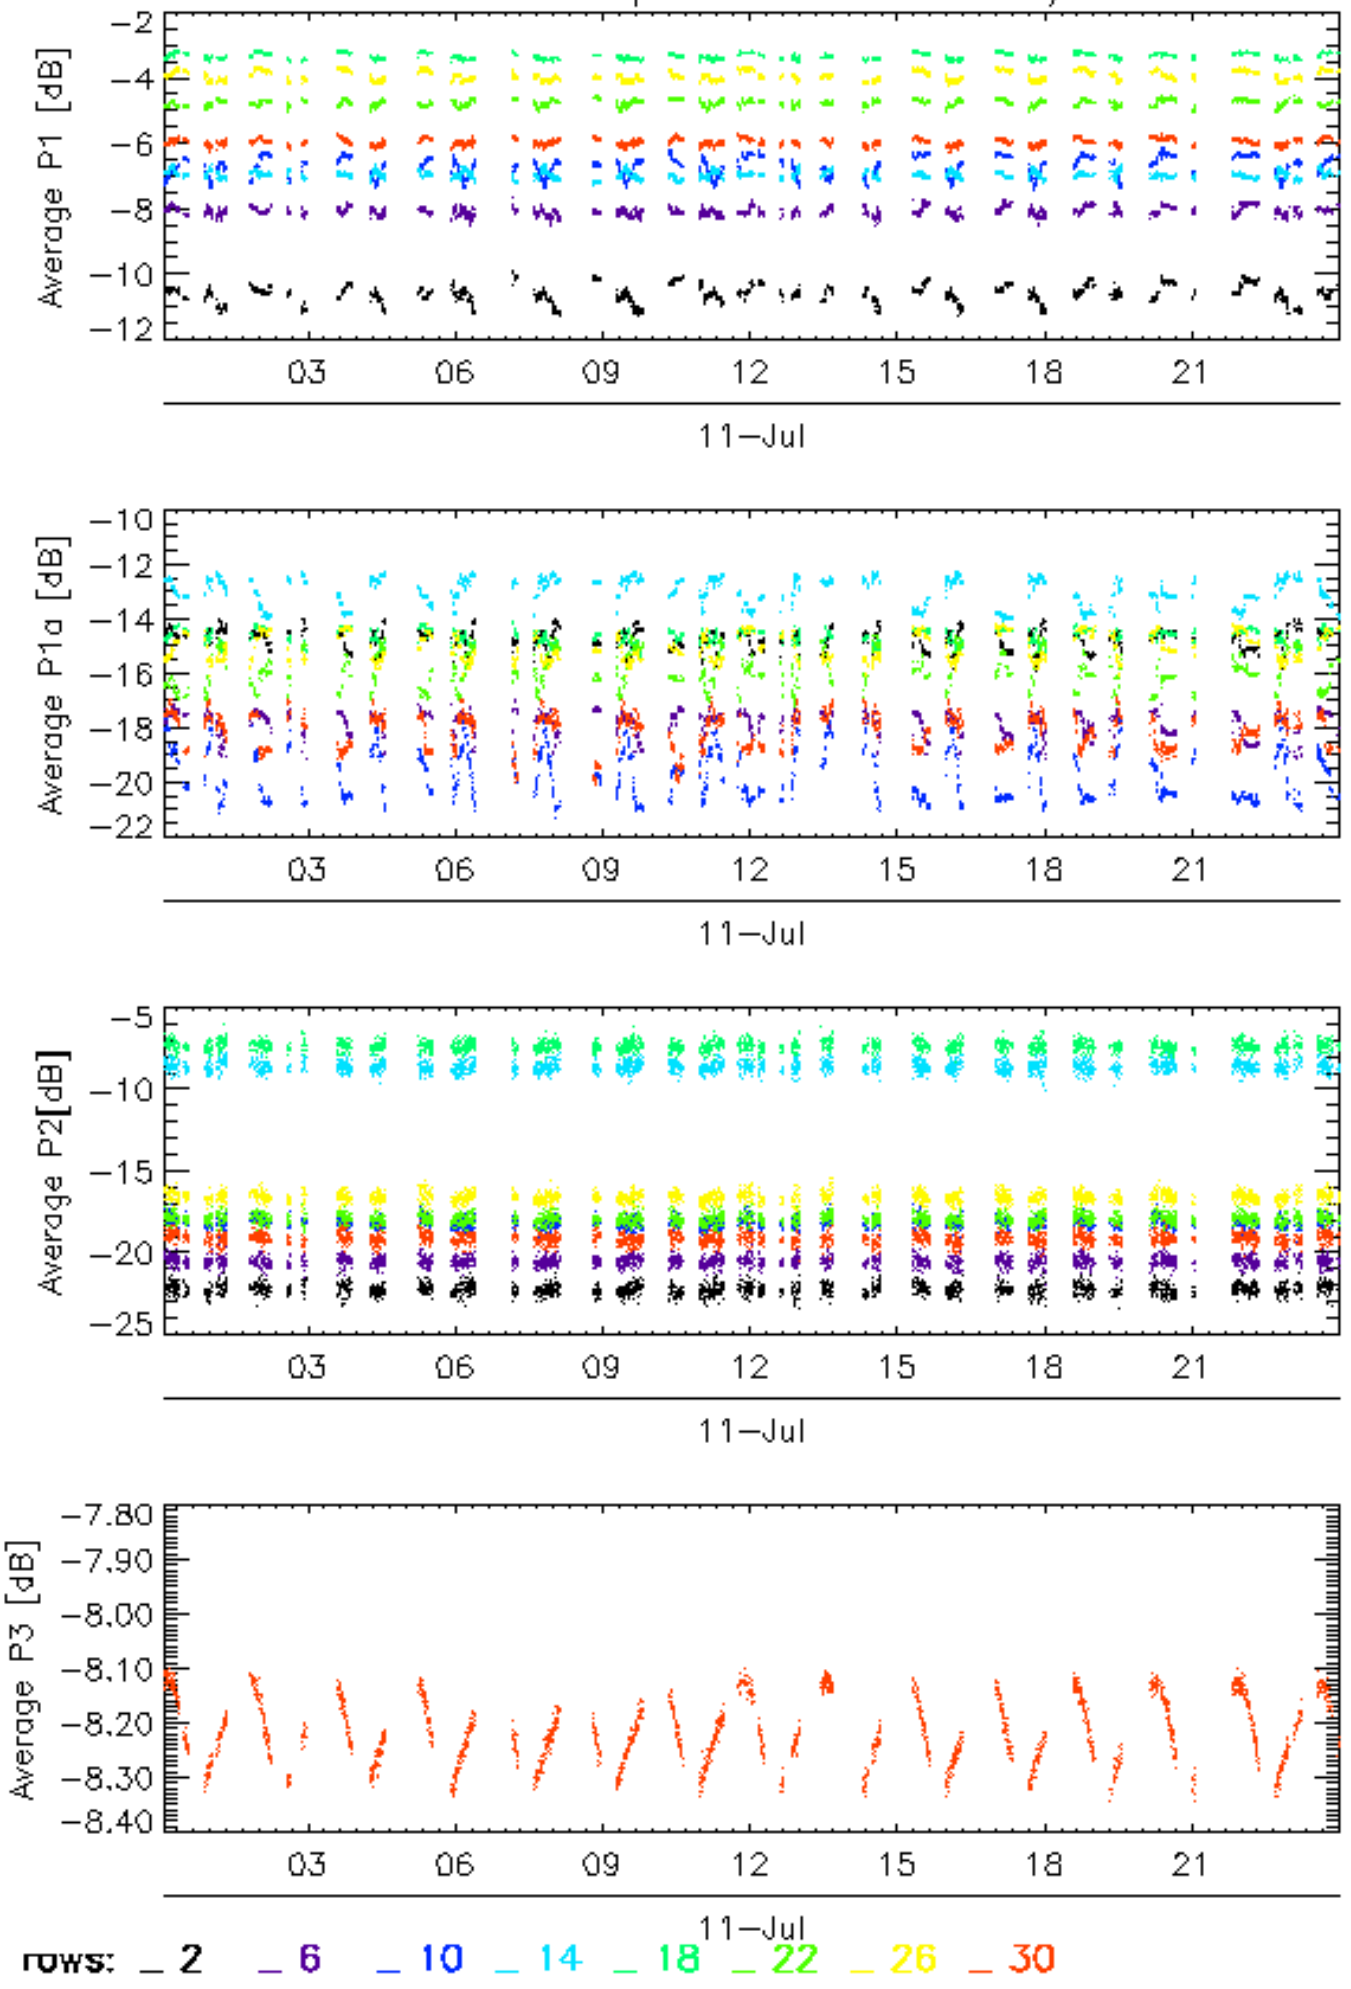 -2
-4
-6
-8
-10
-12
Average P1 [dB]
03 06 09 12 15 18 21
11-Jul
-10
-12
-14
-16
-18
-20
-22
Average P1a [dB]
03 06 09 12 15 18 21
11-Jul
-5
-10
-15
-20
-25
Average P2[dB]
03 06 09 12 15 18 21
11-Jul
-7.80
-7.90
-8.00
-8.10
-8.20
-8.30
-8.40
Average P3 [dB]
03 06 09 12 15 18 21
11-Jul
rows: _ 2 _ 6 _ 10 _ 14 _ 18 _ 22 _ 26 _ 30